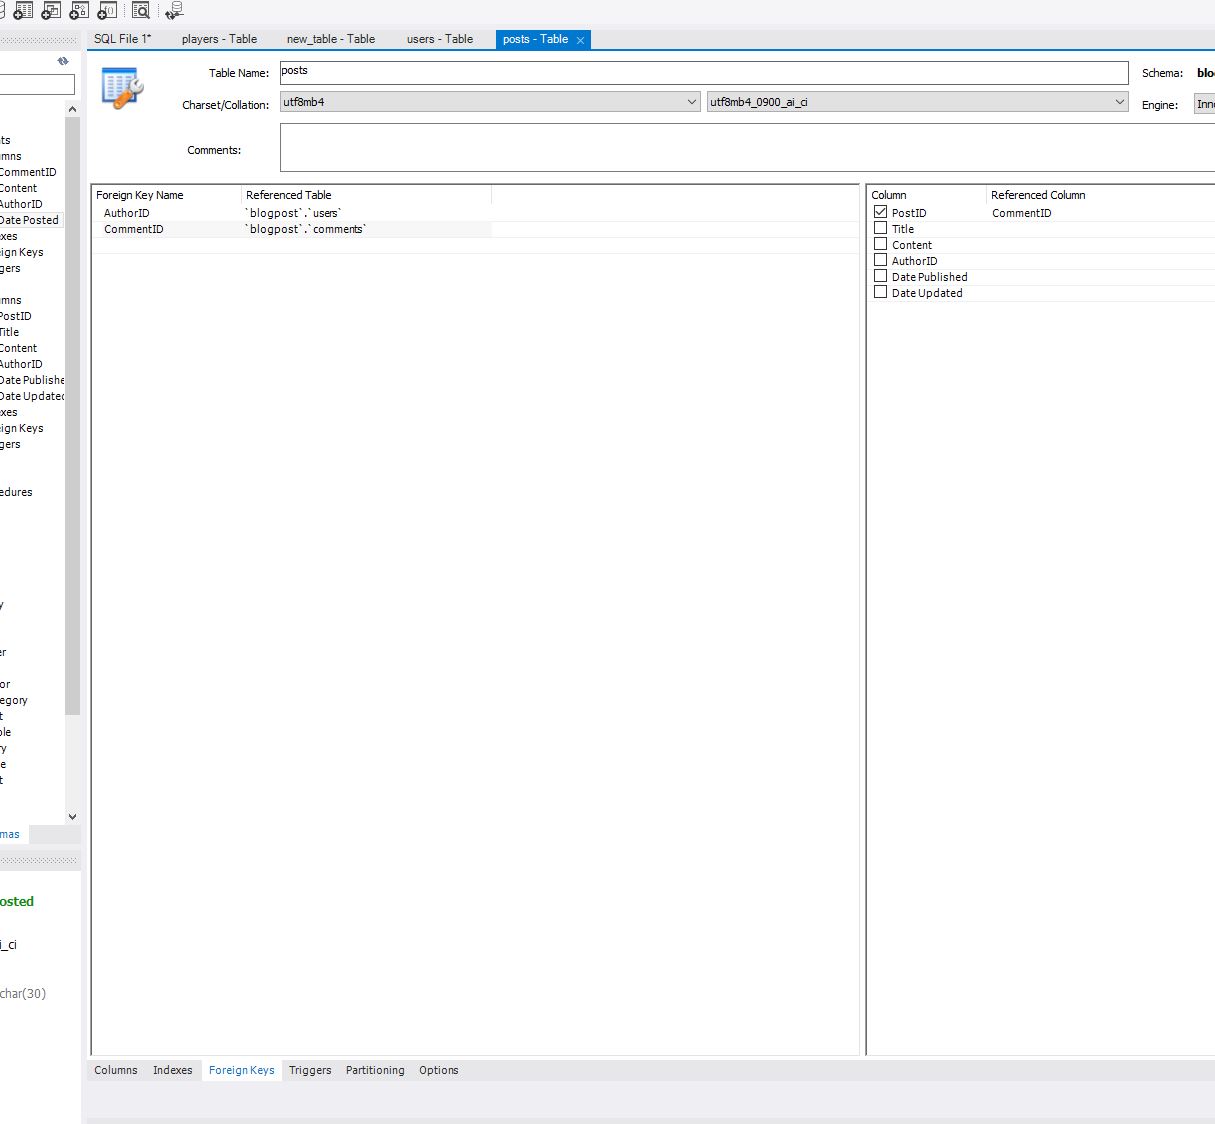 SQL File 1* players - Table new_table - Table users - Table posts - Table
Table Name: posts Schema: blo
Charset/Collation: utf8mb4 utf8mb4_0900_ai_ci Engine: Inn
Comments:
Foreign Key Name Referenced Table
AuthorID `blogpost`.`users`
CommentID `blogpost`.`comments`
Column Referenced Column
PostID CommentID
Title
Content
AuthorID
Date Published
Date Updated
Columns Indexes Foreign Keys Triggers Partitioning Options
ts
mns
CommentID
Content
AuthorID
Date Posted
xes
eign Keys
gers
mns
PostID
Title
Content
AuthorID
Date Publishe
Date Updated
xes
eign Keys
gers
edures
y
er
or
egory
t
ole
ry
e
t
mas
osted
i_ci
char(30)